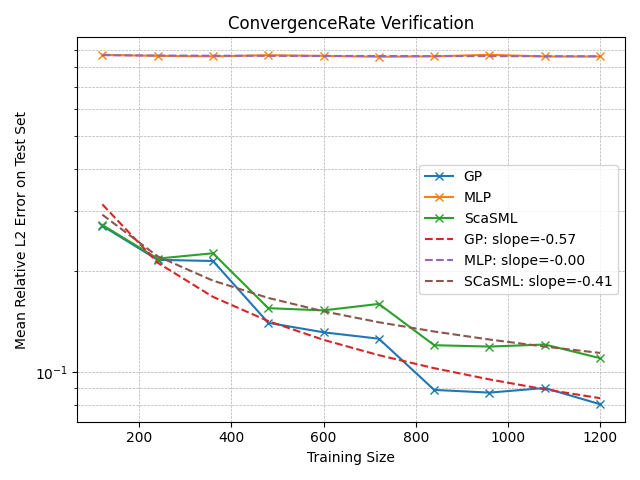 ConvergenceRate Verification
Mean Relative L2 Error on Test Set
10⁻¹
GP
MLP
ScaSML
GP: slope=-0.57
MLP: slope=-0.00
SCaSML: slope=-0.41
200
400
600
800
1000
1200
Training Size